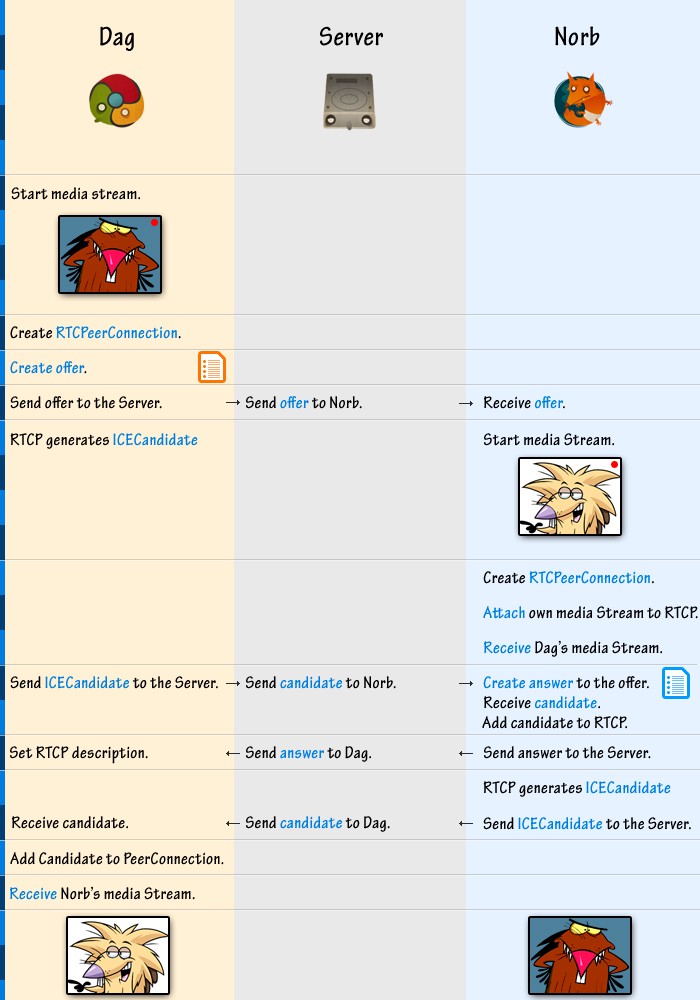 Dag Server Norb
Start media stream.
Create RTCPeerConnection.
Create offer.
Send offer to the Server. → Send offer to Norb. → Receive offer.
RTCP generates ICECandidate Start media Stream.
Create RTCPeerConnection.
Attach own media Stream to RTCP.
Receive Dag's media Stream.
Send ICECandidate to the Server. → Send candidate to Norb. → Create answer to the offer.
Receive candidate.
Add candidate to RTCP.
Set RTCP description. ← Send answer to Dag. ← Send answer to the Server.
RTCP generates ICECandidate
Receive candidate. ← Send candidate to Dag. ← Send ICECandidate to the Server.
Add Candidate to PeerConnection.
Receive Norb's media Stream.